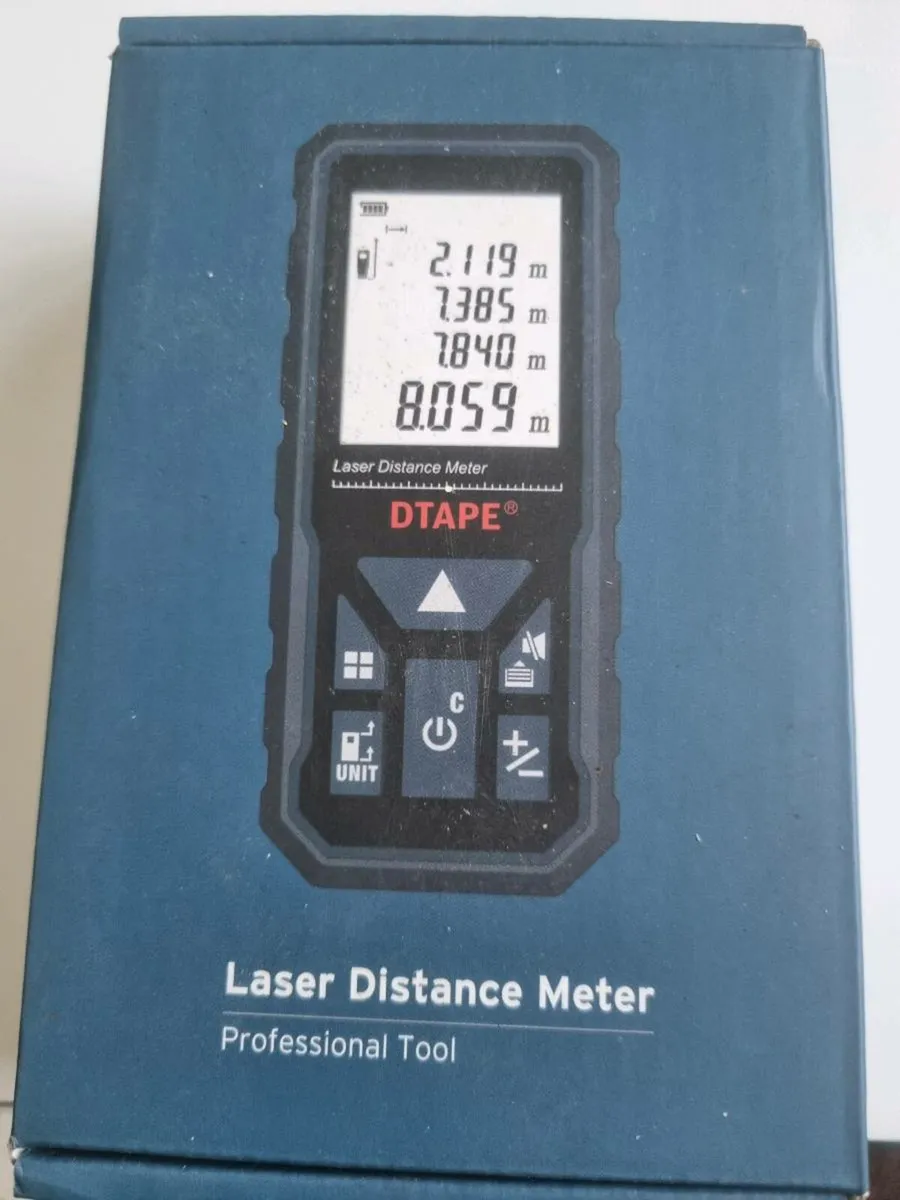 2.119 m
7.385 m
7.840 m
8.059 m
Laser Distance Meter
DTAPE®
C
UNIT
Laser Distance Meter
Professional Tool